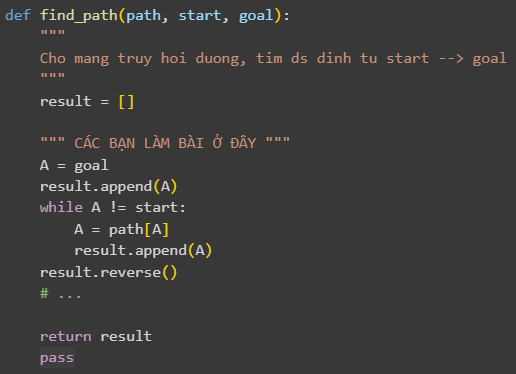 def find_path(path, start, goal):
    """
    Cho mang truy hoi duong, tim ds dinh tu start --> goal
    """
    result = []
    """ CÁC BẠN LÀM BÀI Ở ĐÂY """
    A = goal
    result.append(A)
    while A != start:
        A = path[A]
        result.append(A)
    result.reverse()
    # ...
    return result
    pass